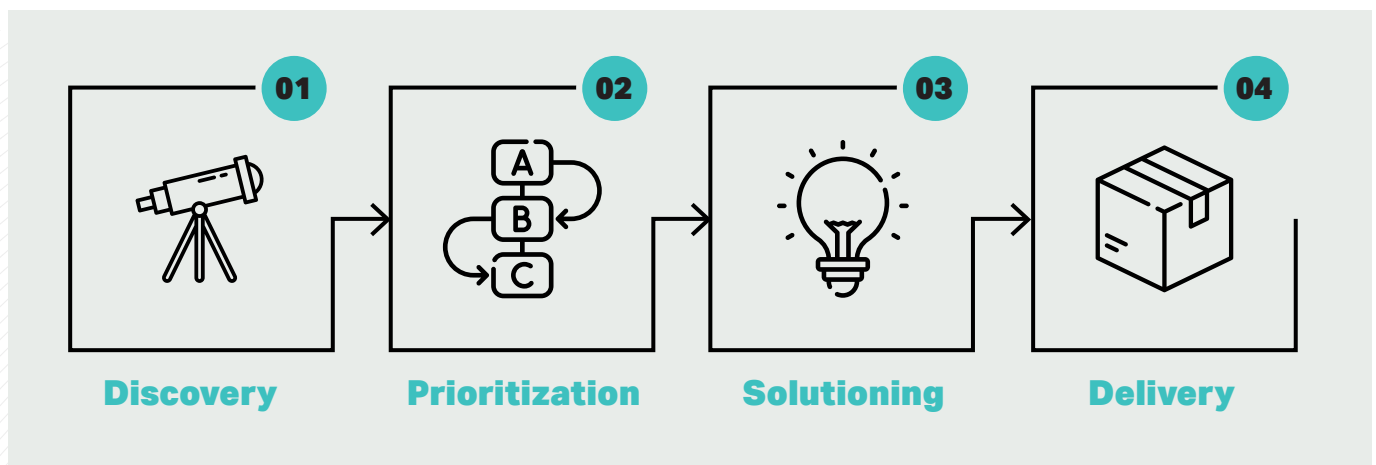 01
02
03
04
A
B
C
Discovery
Prioritization
Solutioning
Delivery